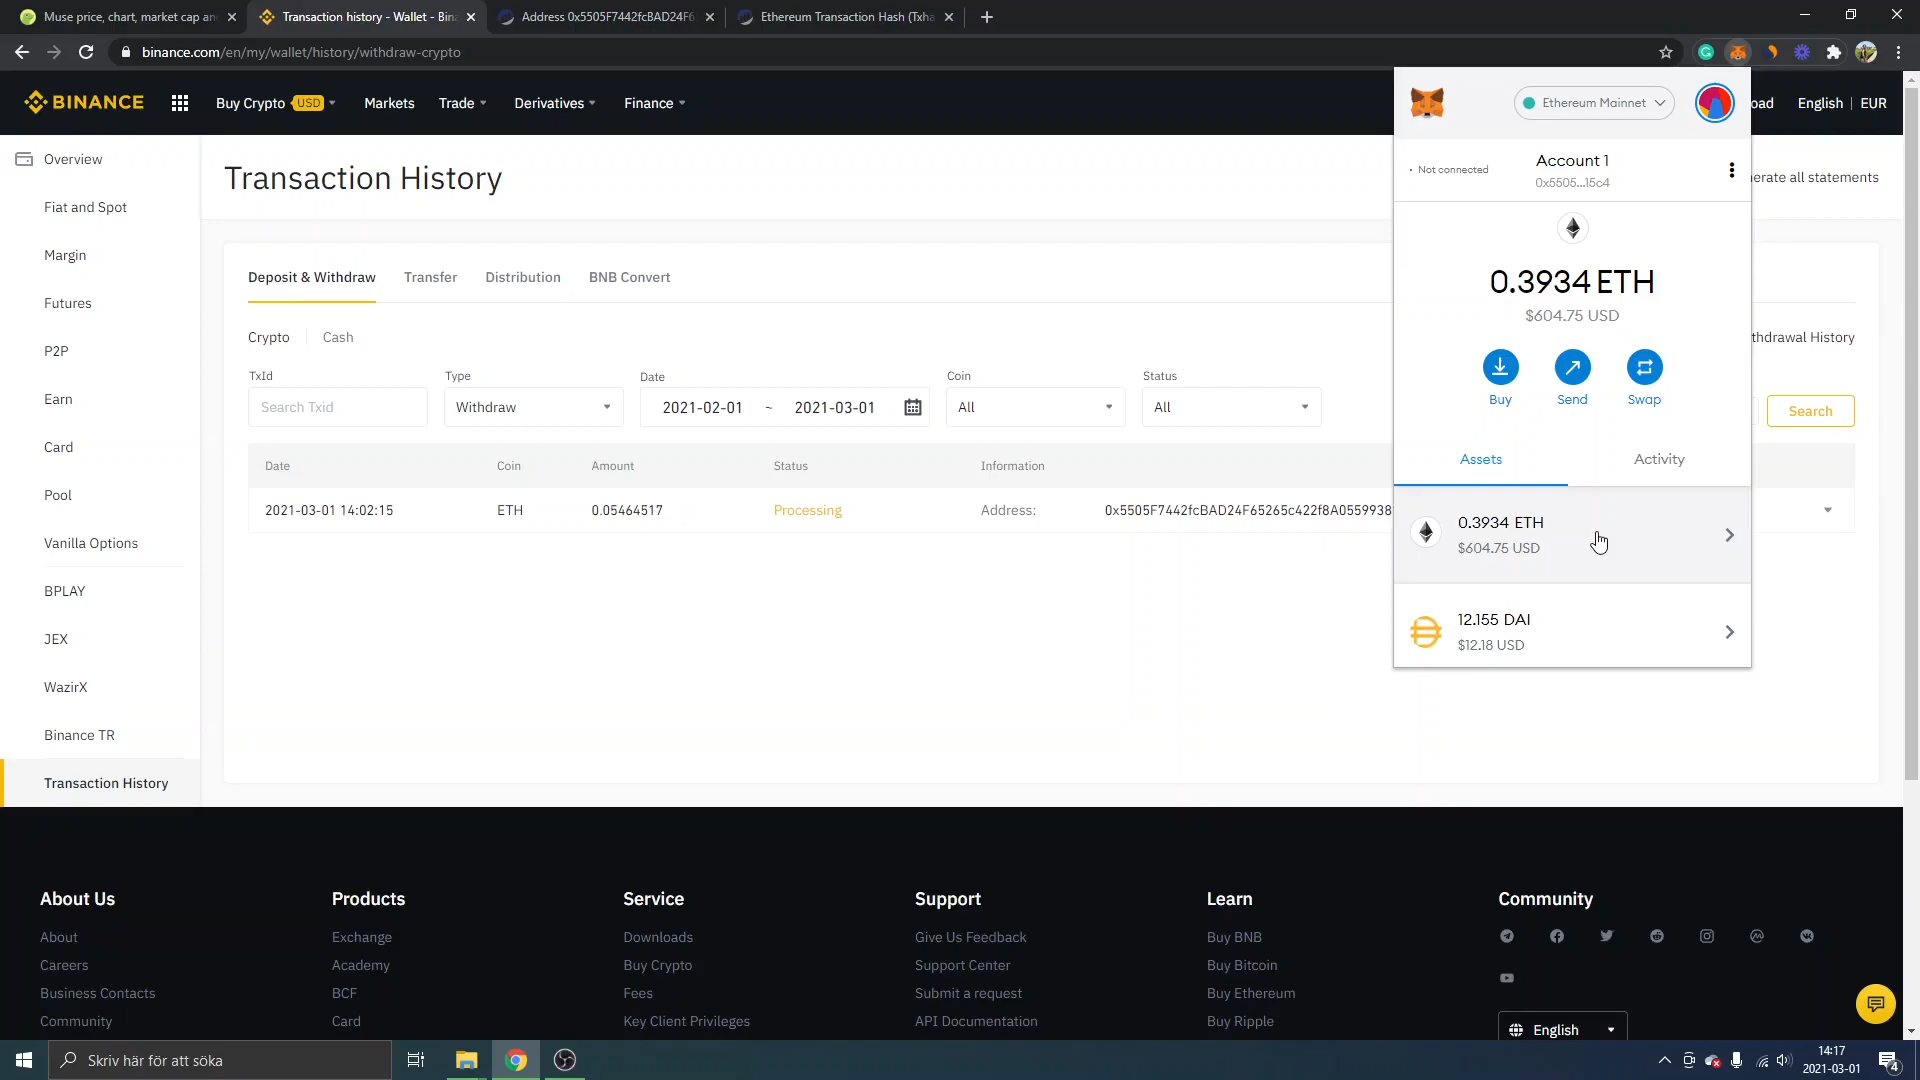 Muse price, chart, market cap an
Transaction history - Wallet - Bin
Address 0x5505F7442fcBAD24F6
Ethereum Transaction Hash (Txha
binance.com/en/my/wallet/history/withdraw-crypto
BINANCE
Buy Crypto USD
Markets
Trade
Derivatives
Finance
oad
English | EUR
Overview
Fiat and Spot
Margin
Futures
P2P
Earn
Card
Pool
Vanilla Options
BPLAY
JEX
WazirX
Binance TR
Transaction History
Transaction History
erate all statements
Deposit & Withdraw
Transfer
Distribution
BNB Convert
Crypto
Cash
thdrawal History
TxId
Type
Date
Coin
Status
Search Txid
Withdraw
2021-02-01 ~ 2021-03-01
All
All
Search
Date
Coin
Amount
Status
Information
2021-03-01 14:02:15
ETH
0.05464517
Processing
Address:
0x5505F7442fcBAD24F65265c422f8A0559938
Ethereum Mainnet
Not connected
Account 1
0x5505...15c4
0.3934 ETH
$604.75 USD
Buy
Send
Swap
Assets
Activity
0.3934 ETH
$604.75 USD
12.155 DAI
$12.18 USD
About Us
About
Careers
Business Contacts
Community
Products
Exchange
Academy
BCF
Card
Service
Downloads
Buy Crypto
Fees
Key Client Privileges
Support
Give Us Feedback
Support Center
Submit a request
API Documentation
Learn
Buy BNB
Buy Bitcoin
Buy Ethereum
Buy Ripple
Community
English
Skriv här för att söka
14:17
2021-03-01
4